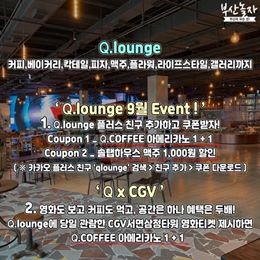 부산놀자
Q.lounge
커피,베이커리,칵테일,피자,맥주,플라워,라이프스타일,갤러리까지
‘ Q.lounge 9월 Event ! ’
1. Q.lounge 플러스 친구 추가하고 쿠폰받자!
Coupon 1 _ Q.COFFEE 아메리카노 1 + 1
Coupon 2 _ 솔탭하우스 맥주 1,000원 할인
( ※ 카카오 플러스 친구 ‘qlounge’ 검색 > 친구 추가 > 쿠폰 다운로드 )
‘ Q x CGV ’
2. 영화도 보고 커피도 먹고, 공간은 하나 혜택은 두배!
Q.lounge에 당일 관람한 CGV서면삼정타워 영화티켓 제시하면
Q.COFFEE 아메리카노 1 + 1